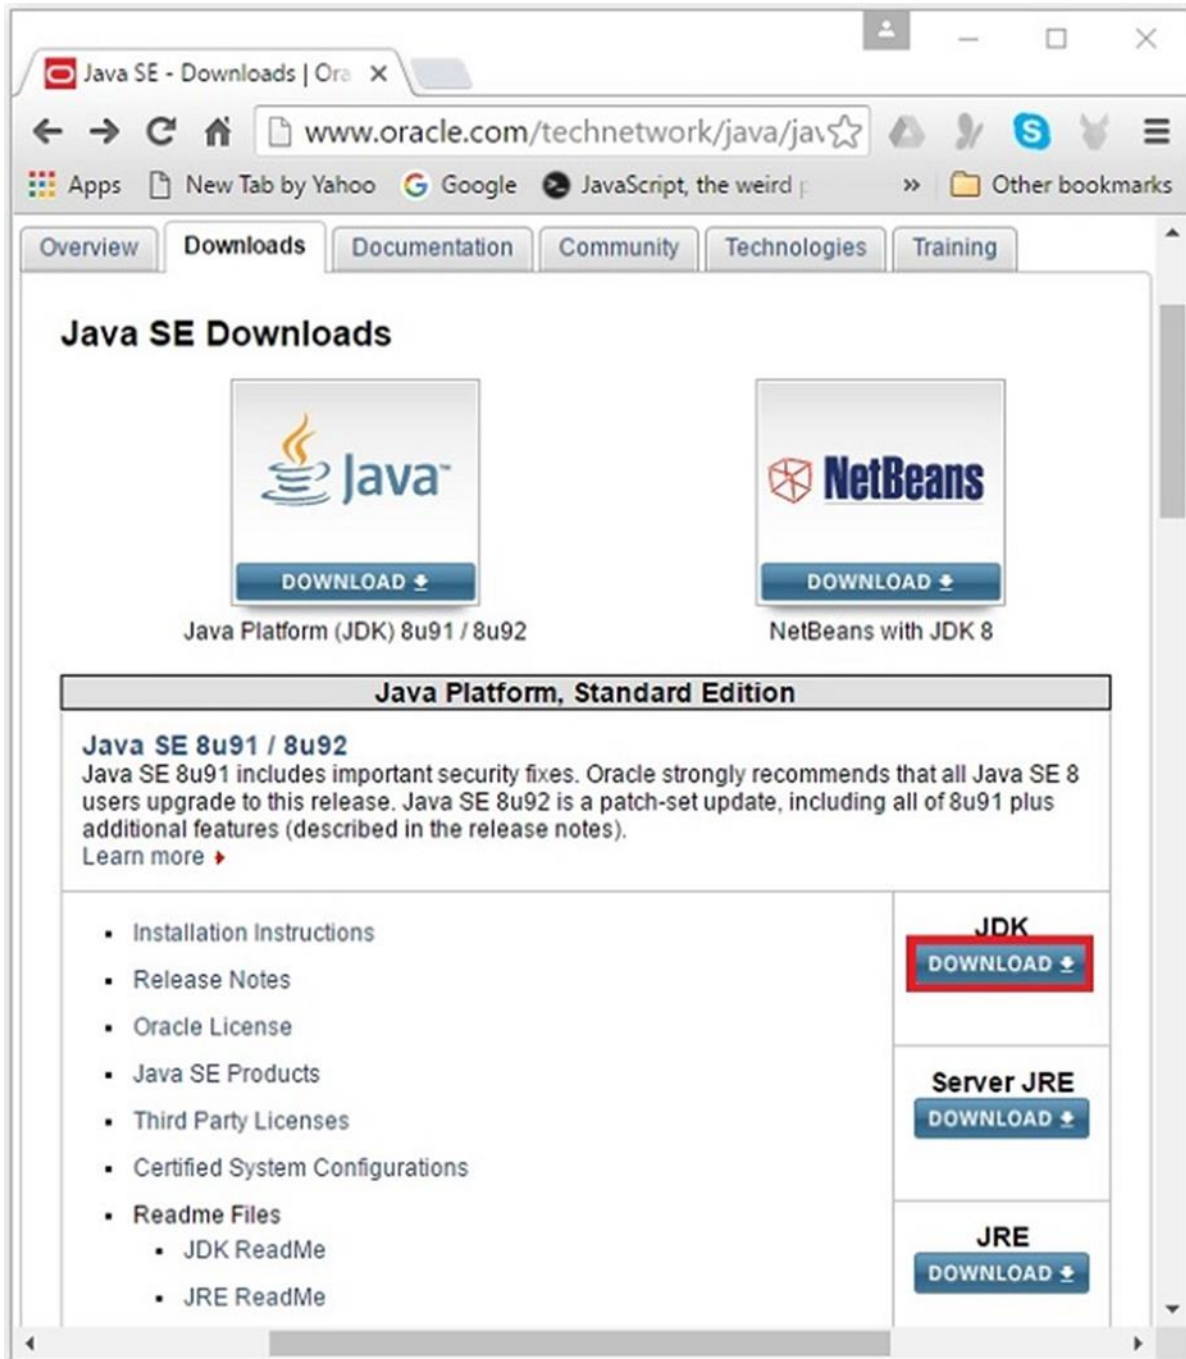 Java SE - Downloads | Ora
www.oracle.com/technetwork/java/jav
Apps New Tab by Yahoo Google JavaScript, the weird p » Other bookmarks
Overview Downloads Documentation Community Technologies Training
Java SE Downloads
Java™ NetBeans
DOWNLOAD DOWNLOAD
Java Platform (JDK) 8u91 / 8u92 NetBeans with JDK 8
Java Platform, Standard Edition
Java SE 8u91 / 8u92
Java SE 8u91 includes important security fixes. Oracle strongly recommends that all Java SE 8
users upgrade to this release. Java SE 8u92 is a patch-set update, including all of 8u91 plus
additional features (described in the release notes).
Learn more
Installation Instructions
Release Notes
Oracle License
Java SE Products
Third Party Licenses
Certified System Configurations
Readme Files
JDK ReadMe
JRE ReadMe
JDK
DOWNLOAD
Server JRE
DOWNLOAD
JRE
DOWNLOAD